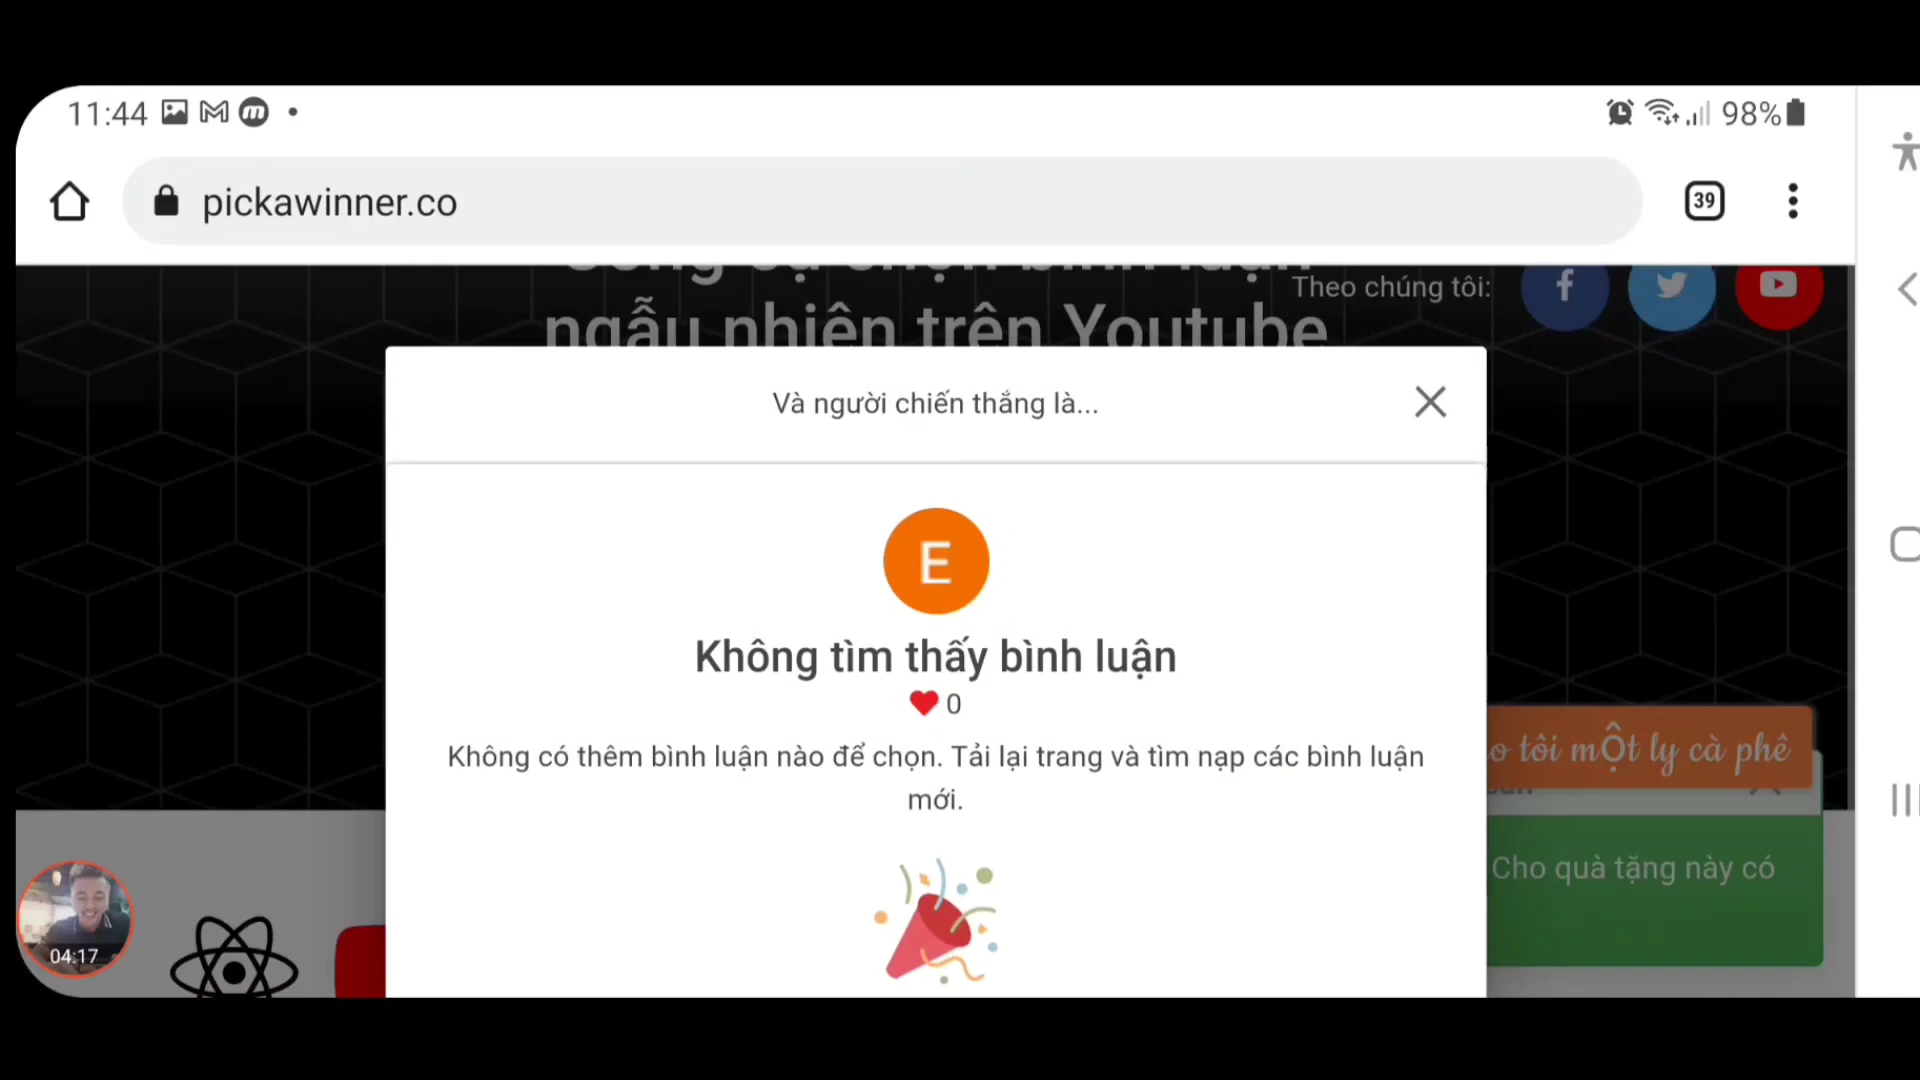 11:44
98%
pickawinner.co
39
ngẫu nhiên trên Youtube
Theo chúng tôi:
Và người chiến thắng là...
E
Không tìm thấy bình luận
0
Không có thêm bình luận nào để chọn. Tải lại trang và tìm nạp các bình luận
mới.
tôi mỘt ly cà phê
Cho quà tặng này có
04:17